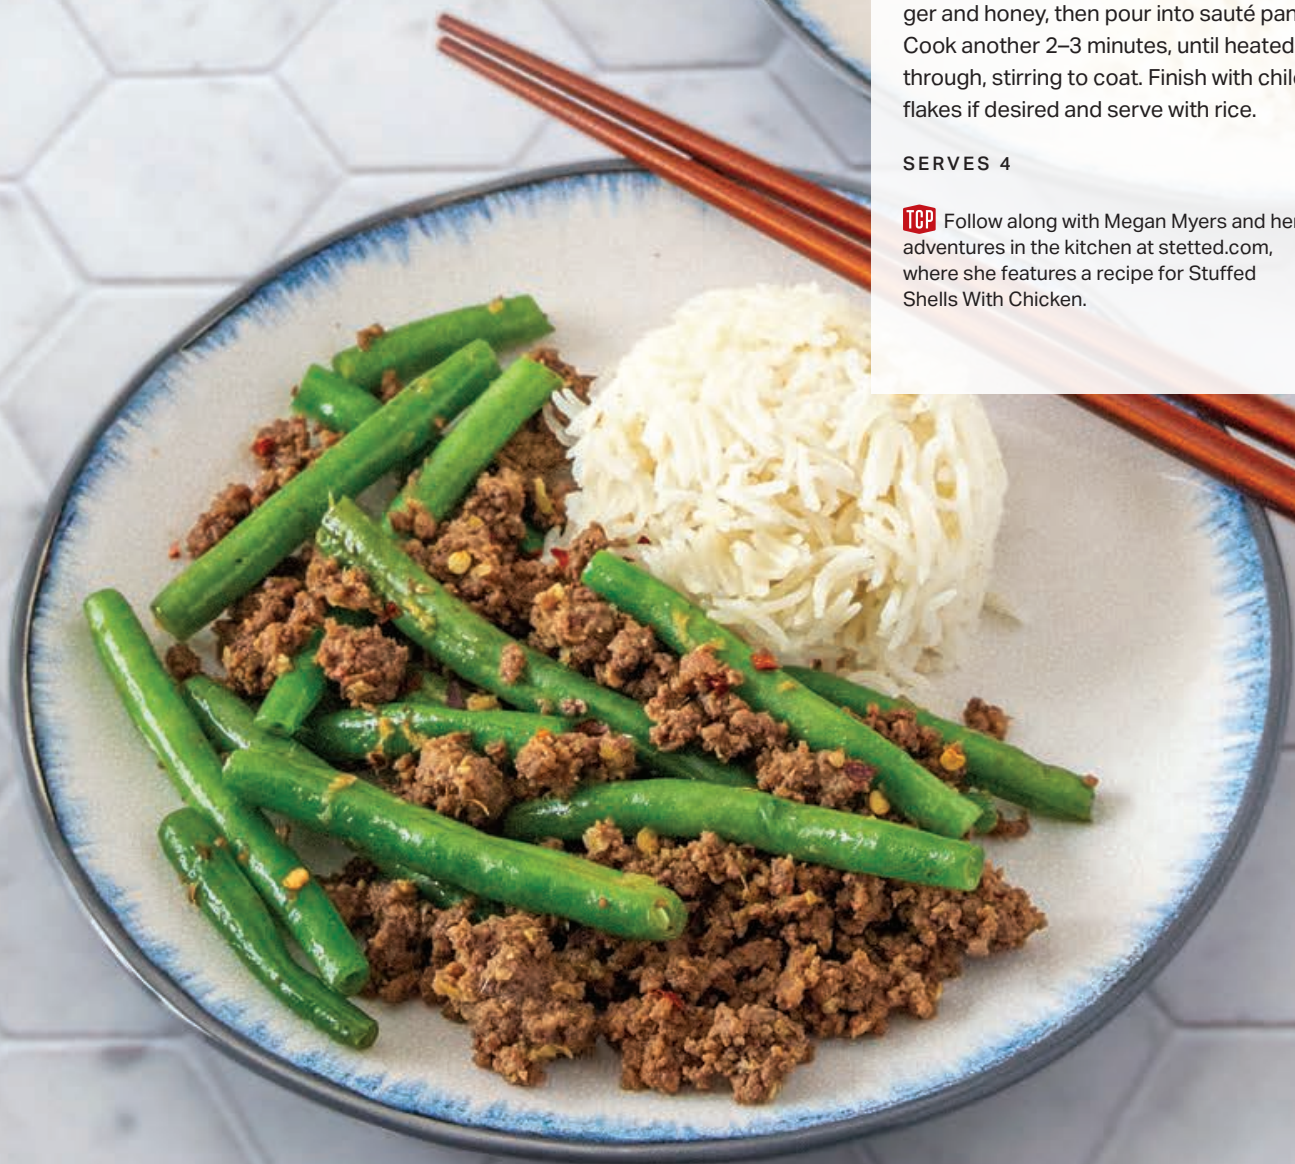 ger and honey, then pour into sauté pan
Cook another 2–3 minutes, until heated
through, stirring to coat. Finish with chil
flakes if desired and serve with rice.
SERVES 4
TCP Follow along with Megan Myers and he
adventures in the kitchen at stetted.com,
where she features a recipe for Stuffed
Shells With Chicken.